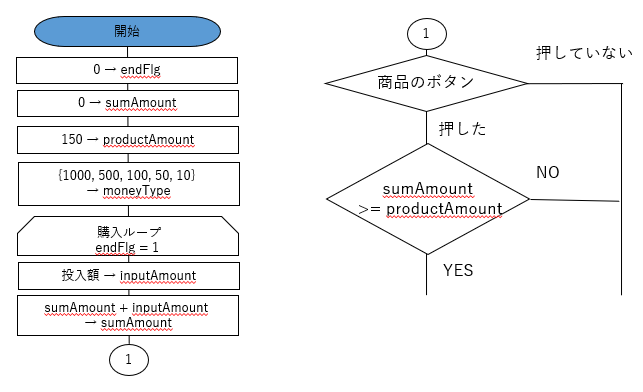 開始
0 → endFlg
0 → sumAmount
150 → productAmount
{1000, 500, 100, 50, 10}
→ moneyType
購入ループ
endFlg = 1
投入額 → inputAmount
sumAmount + inputAmount
→ sumAmount
1
1
押していない
商品のボタン
押した
NO
sumAmount
>= productAmount
YES